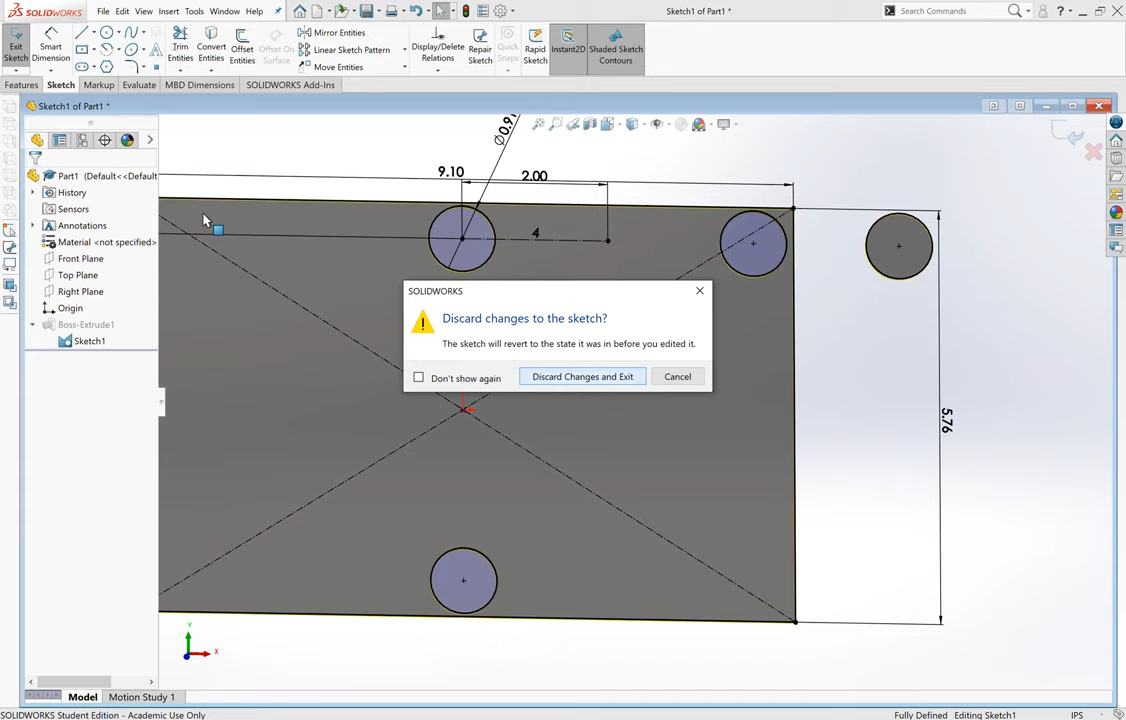 SOLIDWORKS
File Edit View Insert Tools Window Help
Sketch1 of Part1 *
Search Commands
Exit Sketch
Smart Dimension
Trim Entities
Convert Entities
Offset Entities
Offset On Surface
Mirror Entities
Linear Sketch Pattern
Move Entities
Display/Delete Relations
Repair Sketch
Quick Snaps
Rapid Sketch
Instant2D
Shaded Sketch Contours
Features Sketch Markup Evaluate MBD Dimensions SOLIDWORKS Add-Ins
Sketch1 of Part1 *
Part1 (Default<<Default
History
Sensors
Annotations
Material <not specified>
Front Plane
Top Plane
Right Plane
Origin
Boss-Extrude1
Sketch1
9.10
2.00
4
5.76
SOLIDWORKS
Discard changes to the sketch?
The sketch will revert to the state it was in before you edited it.
Don't show again
Discard Changes and Exit
Cancel
Y
X
Model Motion Study 1
SOLIDWORKS Student Edition - Academic Use Only
Fully Defined Editing Sketch1 IPS